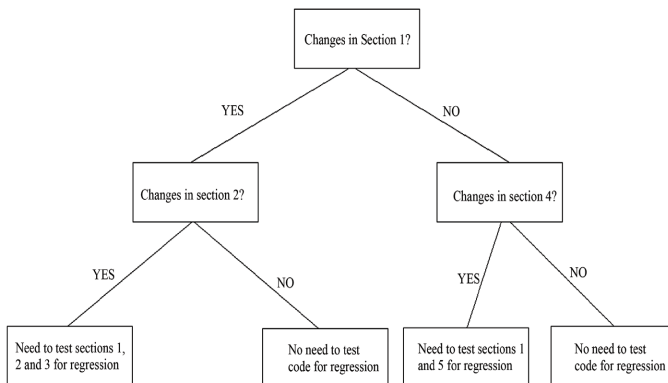 Changes in Section 1?
YES
NO
Changes in section 2?
Changes in section 4?
YES
NO
YES
NO
Need to test sections 1,
2 and 3 for regression
No need to test
code for regression
Need to test sections 1
and 5 for regression
No need to test
code for regression